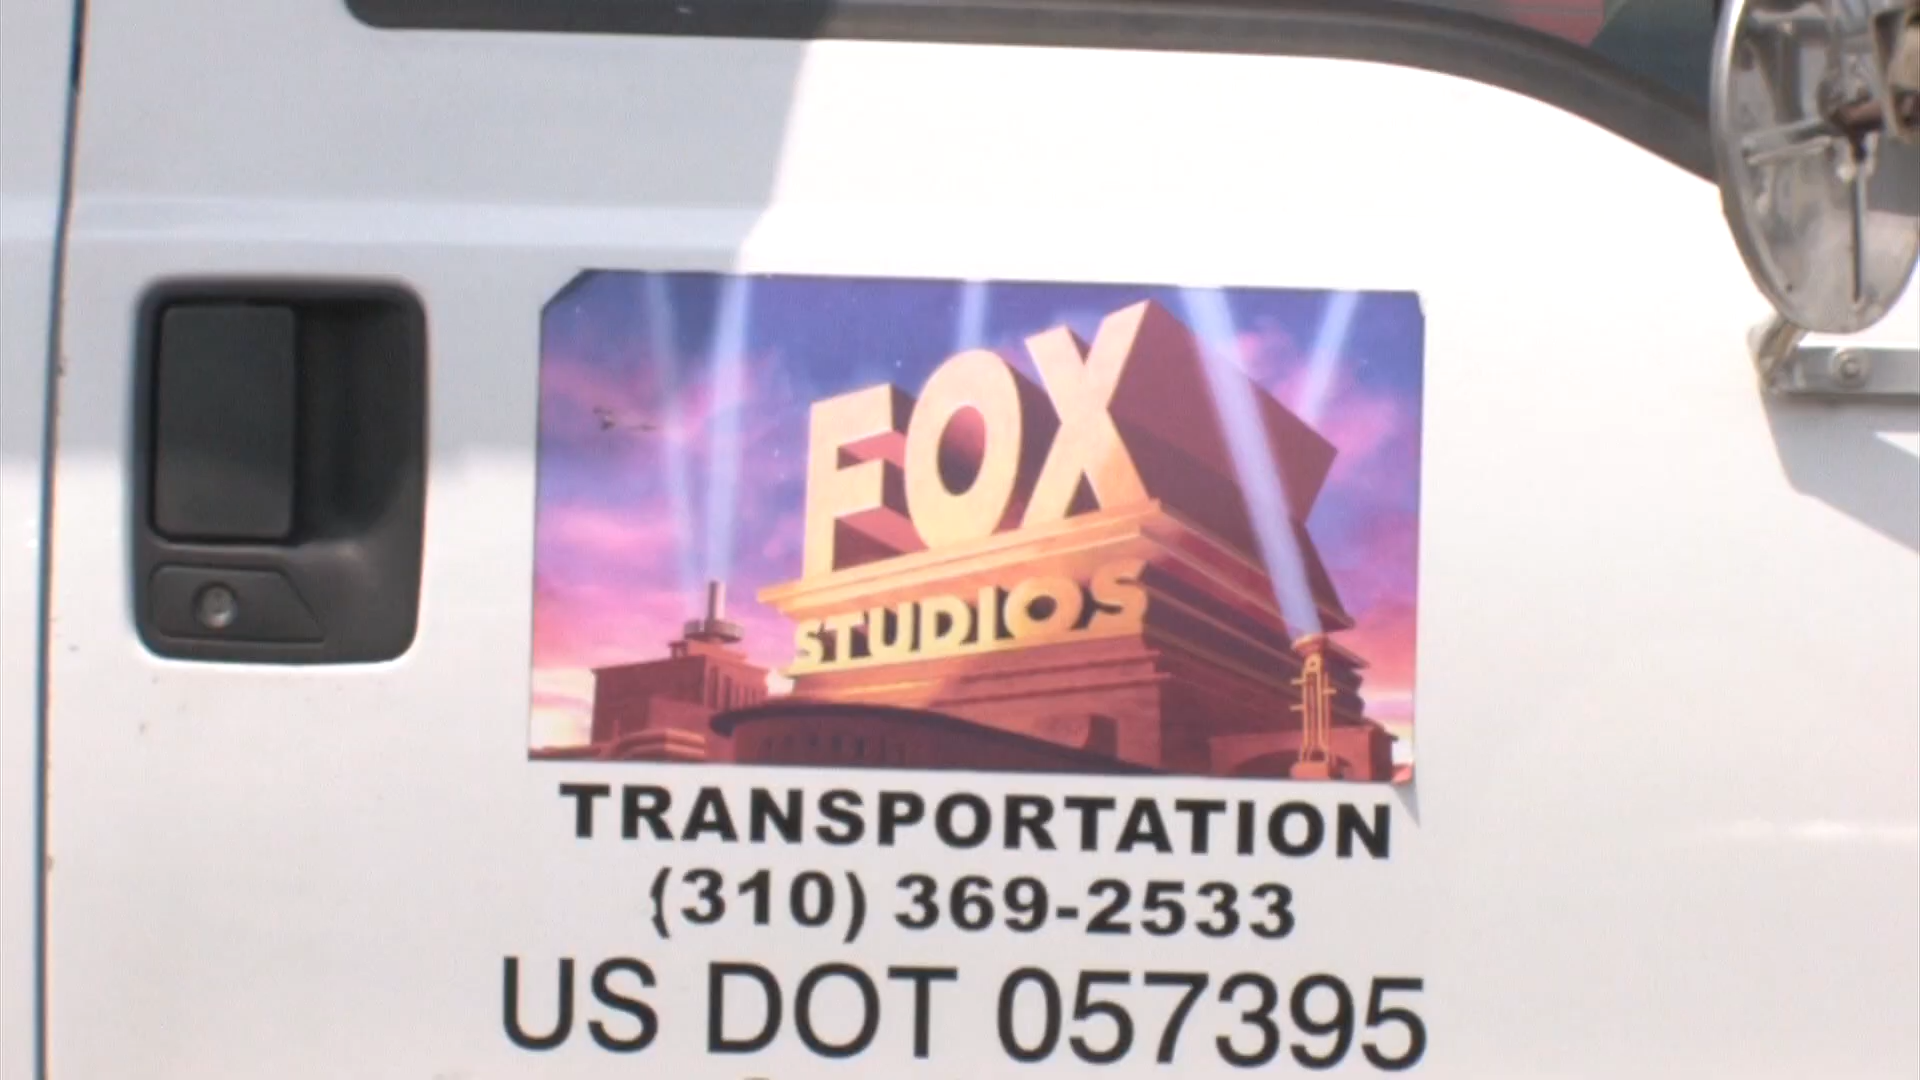 FOX
STUDIOS
TRANSPORTATION
(310) 369-2533
US DOT 057395